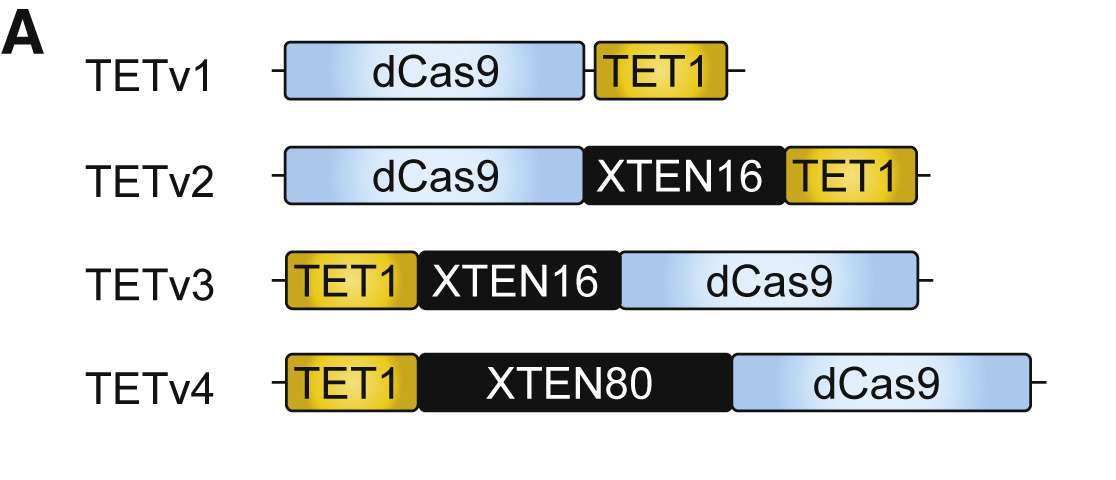 A
TETv1 dCas9 TET1
TETv2 dCas9 XTEN16 TET1
TETv3 TET1 XTEN16 dCas9
TETv4 TET1 XTEN80 dCas9